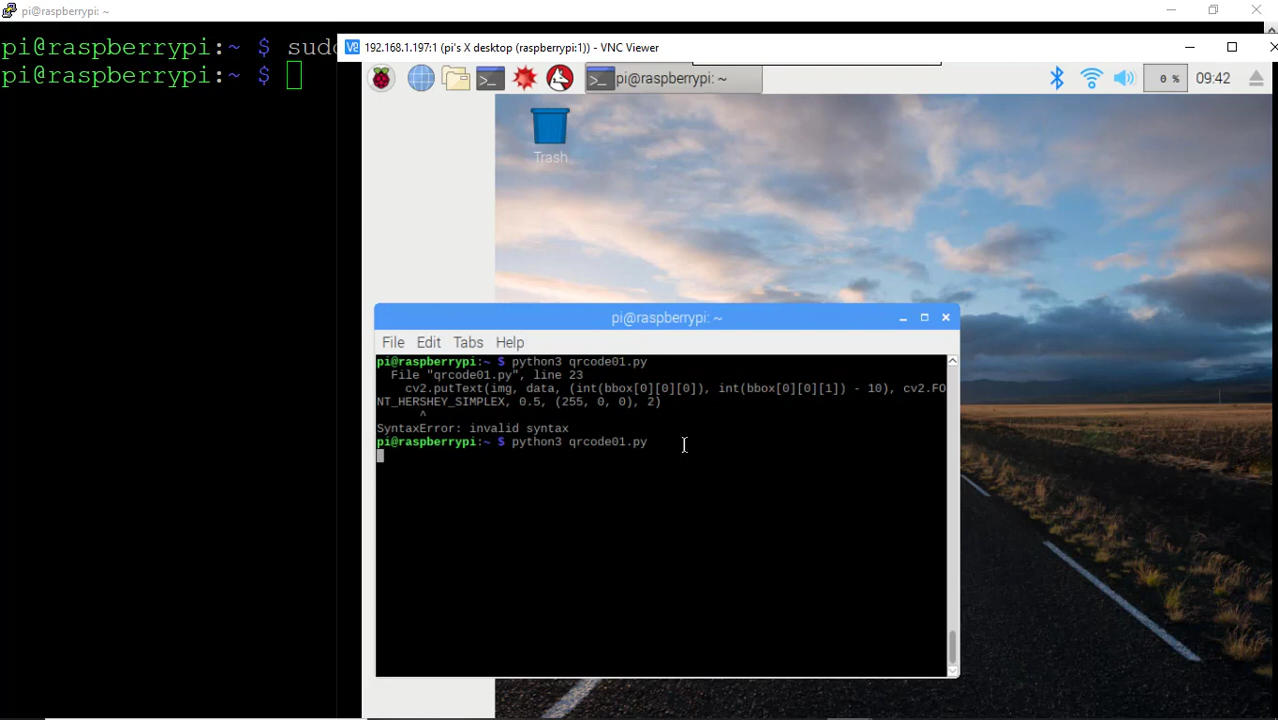 pi@raspberrypi: ~
pi@raspberrypi:~ $ sudo
pi@raspberrypi:~ $
192.168.1.197:1 (pi's X desktop (raspberrypi:1)) - VNC Viewer
pi@raspberrypi: ~
0 %
09:42
Trash
pi@raspberrypi: ~
File Edit Tabs Help
pi@raspberrypi:~ $ python3 qrcode01.py
File "qrcode01.py", line 23
cv2.putText(img, data, (int(bbox[0][0][0]), int(bbox[0][0][1]) - 10), cv2.FO
NT_HERSHEY_SIMPLEX, 0.5, (255, 0, 0), 2)
^
SyntaxError: invalid syntax
pi@raspberrypi:~ $ python3 qrcode01.py